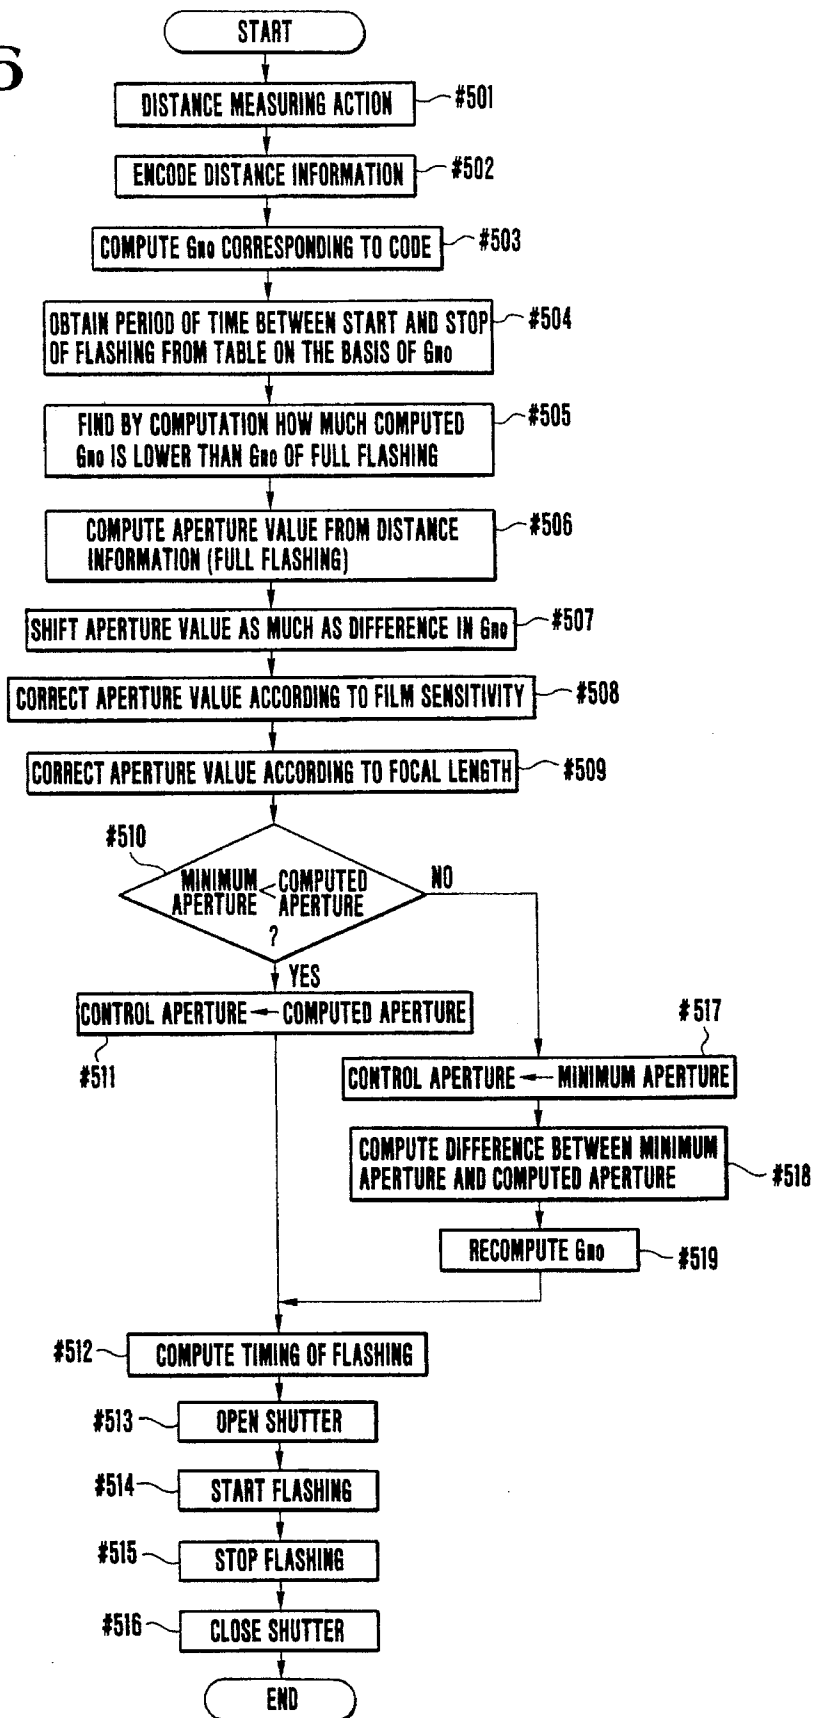 6
START
DISTANCE MEASURING ACTION
#501
ENCODE DISTANCE INFORMATION
#502
COMPUTE GNO CORRESPONDING TO CODE
#503
OBTAIN PERIOD OF TIME BETWEEN START AND STOP
OF FLASHING FROM TABLE ON THE BASIS OF GNO
#504
FIND BY COMPUTATION HOW MUCH COMPUTED
GNO IS LOWER THAN GNO OF FULL FLASHING
#505
COMPUTE APERTURE VALUE FROM DISTANCE
INFORMATION (FULL FLASHING)
#506
SHIFT APERTURE VALUE AS MUCH AS DIFFERENCE IN GNO
#507
CORRECT APERTURE VALUE ACCORDING TO FILM SENSITIVITY
#508
CORRECT APERTURE VALUE ACCORDING TO FOCAL LENGTH
#509
#510
MINIMUM APERTURE < COMPUTED APERTURE
?
NO
YES
CONTROL APERTURE ← COMPUTED APERTURE
#511
#517
CONTROL APERTURE ← MINIMUM APERTURE
COMPUTE DIFFERENCE BETWEEN MINIMUM
APERTURE AND COMPUTED APERTURE
#518
RECOMPUTE GNO
#519
#512
COMPUTE TIMING OF FLASHING
#513
OPEN SHUTTER
#514
START FLASHING
#515
STOP FLASHING
#516
CLOSE SHUTTER
END